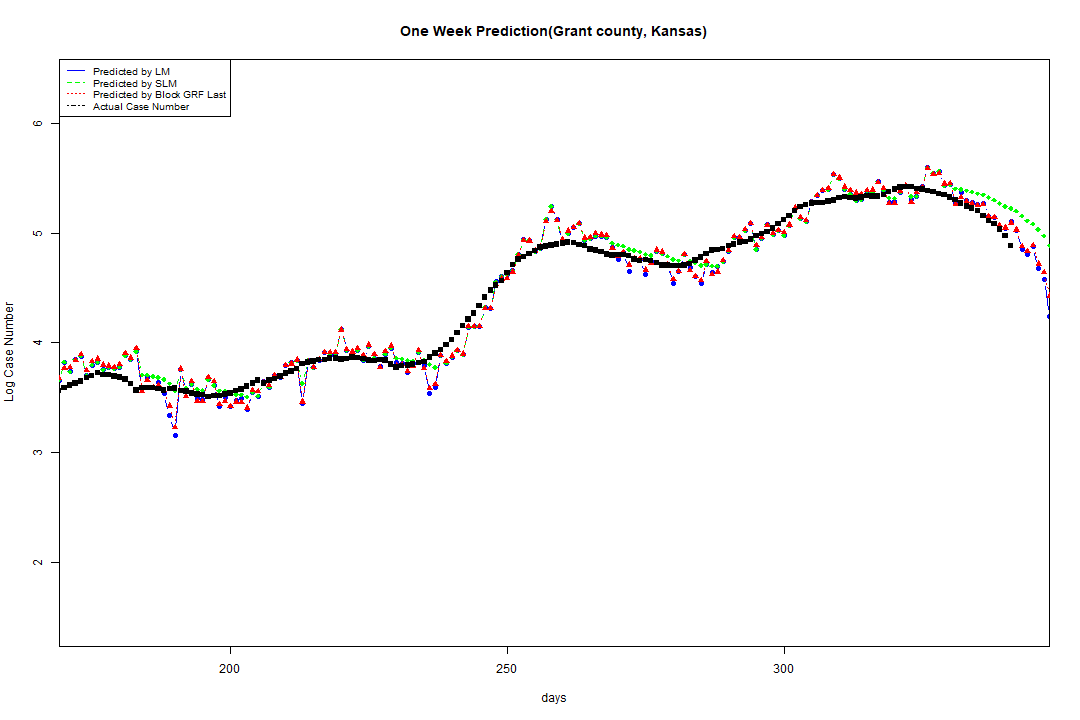 One Week Prediction(Grant county, Kansas)
Predicted by LM
Predicted by SLM
Predicted by Block GRF Last
Actual Case Number
Log Case Number
6
5
4
3
2
200
250
300
days